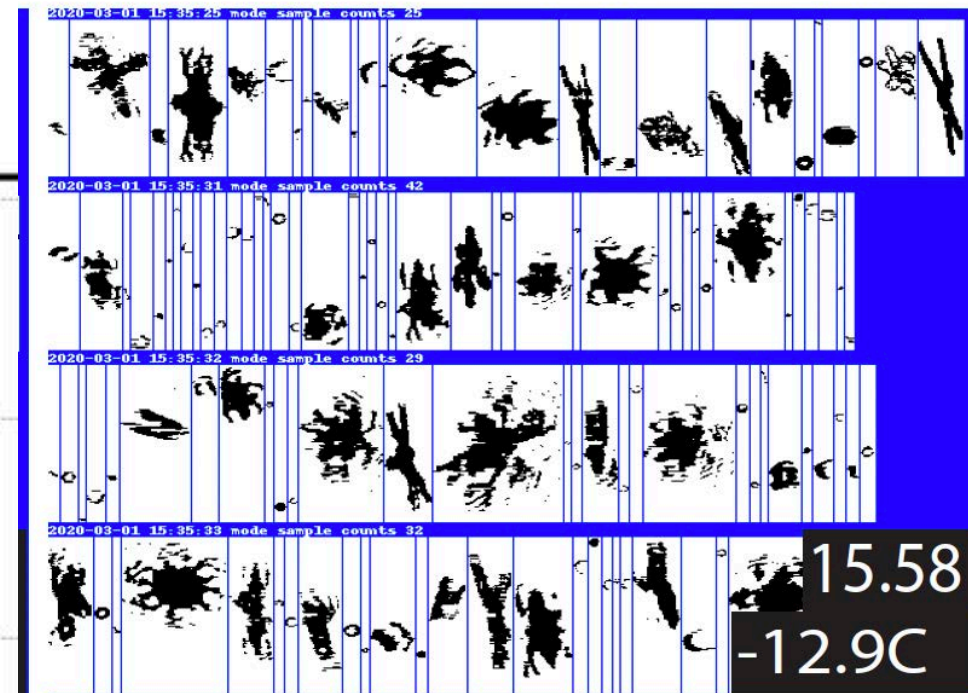 2020-03-01 15:35:25 mode sample counts 25
2020-03-01 15:35:31 mode sample counts 42
2020-03-01 15:35:32 mode sample counts 29
2020-03-01 15:35:33 mode sample counts 32
15.58
-12.9C